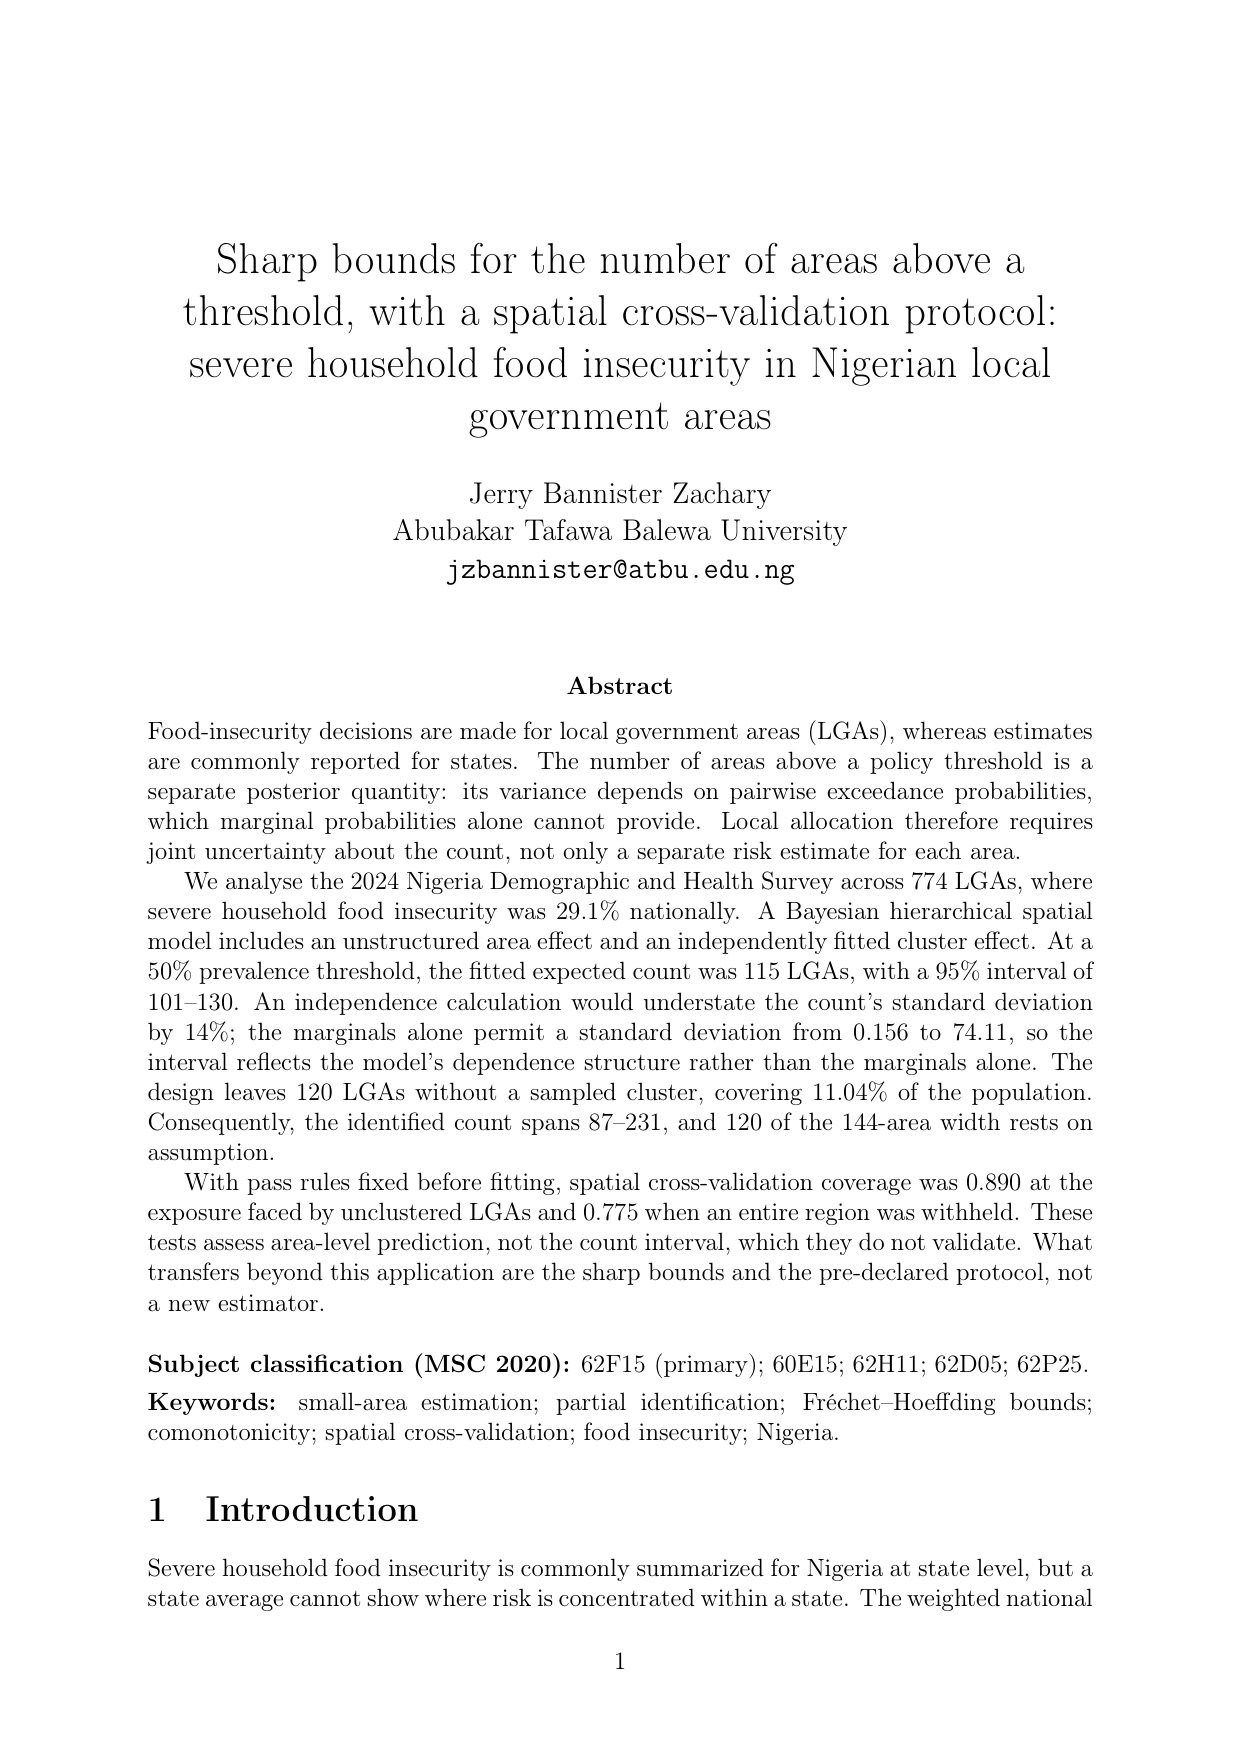 Sharp bounds for the number of areas above a
threshold, with a spatial cross-validation protocol:
severe household food insecurity in Nigerian local
government areas
Jerry Bannister Zachary
Abubakar Tafawa Balewa University
jzbannister@atbu.edu.ng
Abstract
Food-insecurity decisions are made for local government areas (LGAs), whereas estimates
are commonly reported for states. The number of areas above a policy threshold is a
separate posterior quantity: its variance depends on pairwise exceedance probabilities,
which marginal probabilities alone cannot provide. Local allocation therefore requires
joint uncertainty about the count, not only a separate risk estimate for each area.
We analyse the 2024 Nigeria Demographic and Health Survey across 774 LGAs, where
severe household food insecurity was 29.1% nationally. A Bayesian hierarchical spatial
model includes an unstructured area effect and an independently fitted cluster effect. At a
50% prevalence threshold, the fitted expected count was 115 LGAs, with a 95% interval of
101–130. An independence calculation would understate the count's standard deviation
by 14%; the marginals alone permit a standard deviation from 0.156 to 74.11, so the
interval reflects the model's dependence structure rather than the marginals alone. The
design leaves 120 LGAs without a sampled cluster, covering 11.04% of the population.
Consequently, the identified count spans 87–231, and 120 of the 144-area width rests on
assumption.
With pass rules fixed before fitting, spatial cross-validation coverage was 0.890 at the
exposure faced by unclustered LGAs and 0.775 when an entire region was withheld. These
tests assess area-level prediction, not the count interval, which they do not validate. What
transfers beyond this application are the sharp bounds and the pre-declared protocol, not
a new estimator.
Subject classification (MSC 2020): 62F15 (primary); 60E15; 62H11; 62D05; 62P25.
Keywords: small-area estimation; partial identification; Fréchet–Hoeffding bounds;
comonotonicity; spatial cross-validation; food insecurity; Nigeria.
1 Introduction
Severe household food insecurity is commonly summarized for Nigeria at state level, but a
state average cannot show where risk is concentrated within a state. The weighted national
1